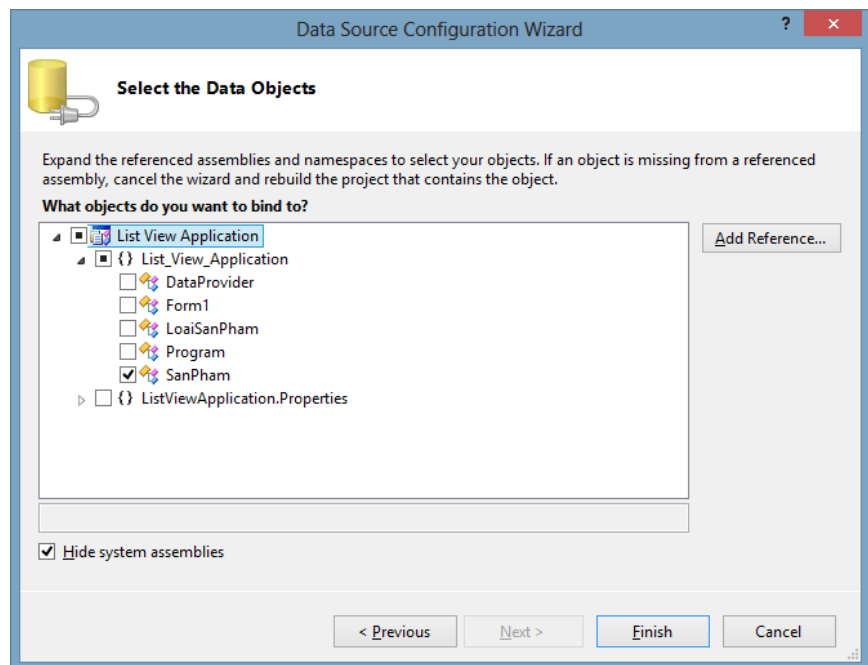 Data Source Configuration Wizard
?
Select the Data Objects
Expand the referenced assemblies and namespaces to select your objects. If an object is missing from a referenced
assembly, cancel the wizard and rebuild the project that contains the object.
What objects do you want to bind to?
List View Application
Add Reference...
{} List_View_Application
DataProvider
Form1
LoaiSanPham
Program
SanPham
{} ListViewApplication.Properties
Hide system assemblies
< Previous
Next >
Finish
Cancel